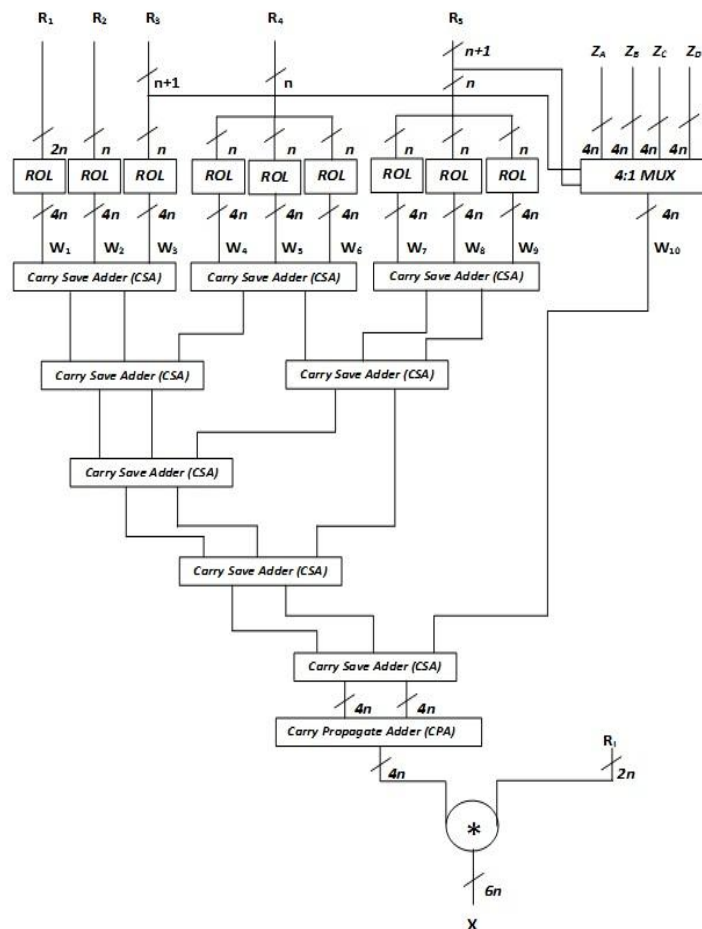 R1 R2 R3 R4 R5
n+1
ZA ZB ZC ZD
n+1 n n
2n n n n n n n n n 4n 4n 4n 4n
ROL ROL ROL ROL ROL ROL ROL ROL ROL 4:1 MUX
4n 4n 4n 4n 4n 4n 4n 4n 4n 4n
W1 W2 W3 W4 W5 W6 W7 W8 W9 W10
Carry Save Adder (CSA) Carry Save Adder (CSA) Carry Save Adder (CSA)
Carry Save Adder (CSA) Carry Save Adder (CSA)
Carry Save Adder (CSA)
Carry Save Adder (CSA)
Carry Save Adder (CSA)
4n 4n
Carry Propagate Adder (CPA)
R1
4n 2n
*
6n
X